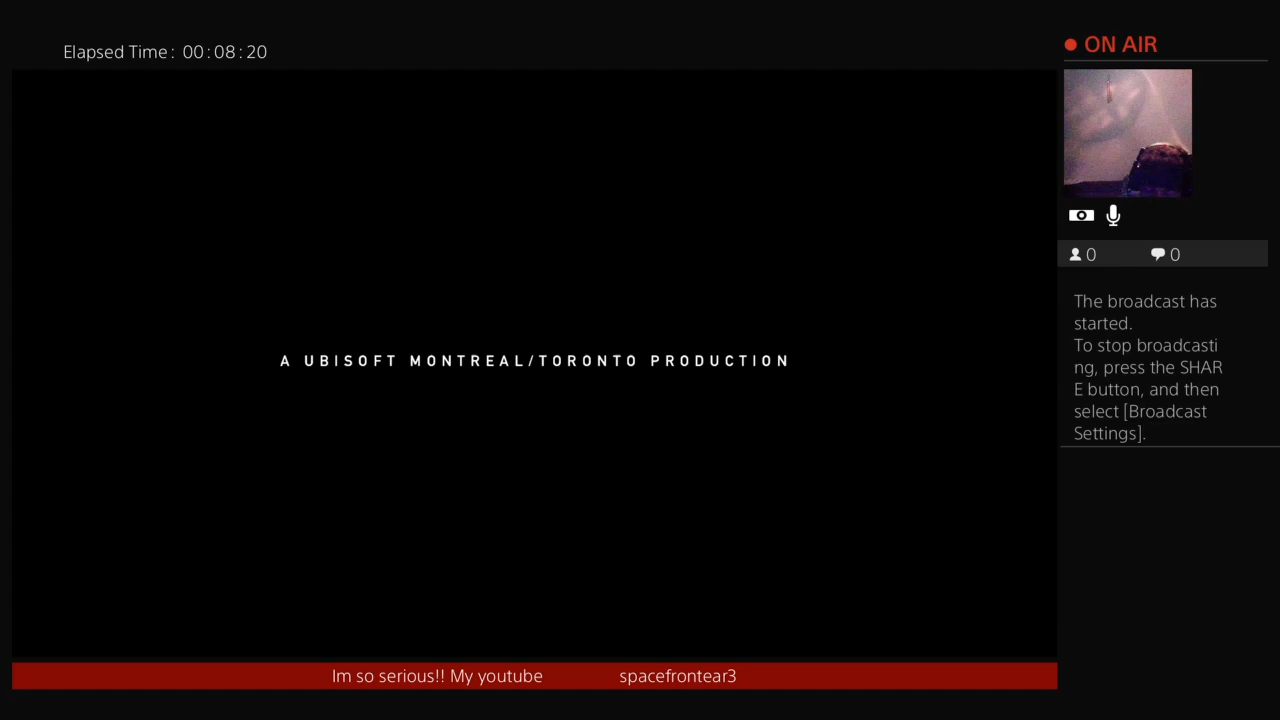 Elapsed Time: 00:08:20
ON AIR
0 0
The broadcast has
started.
To stop broadcasti
ng, press the SHAR
E button, and then
select [Broadcast
Settings].
A UBISOFT MONTREAL/TORONTO PRODUCTION
Im so serious!! My youtube spacefrontear3